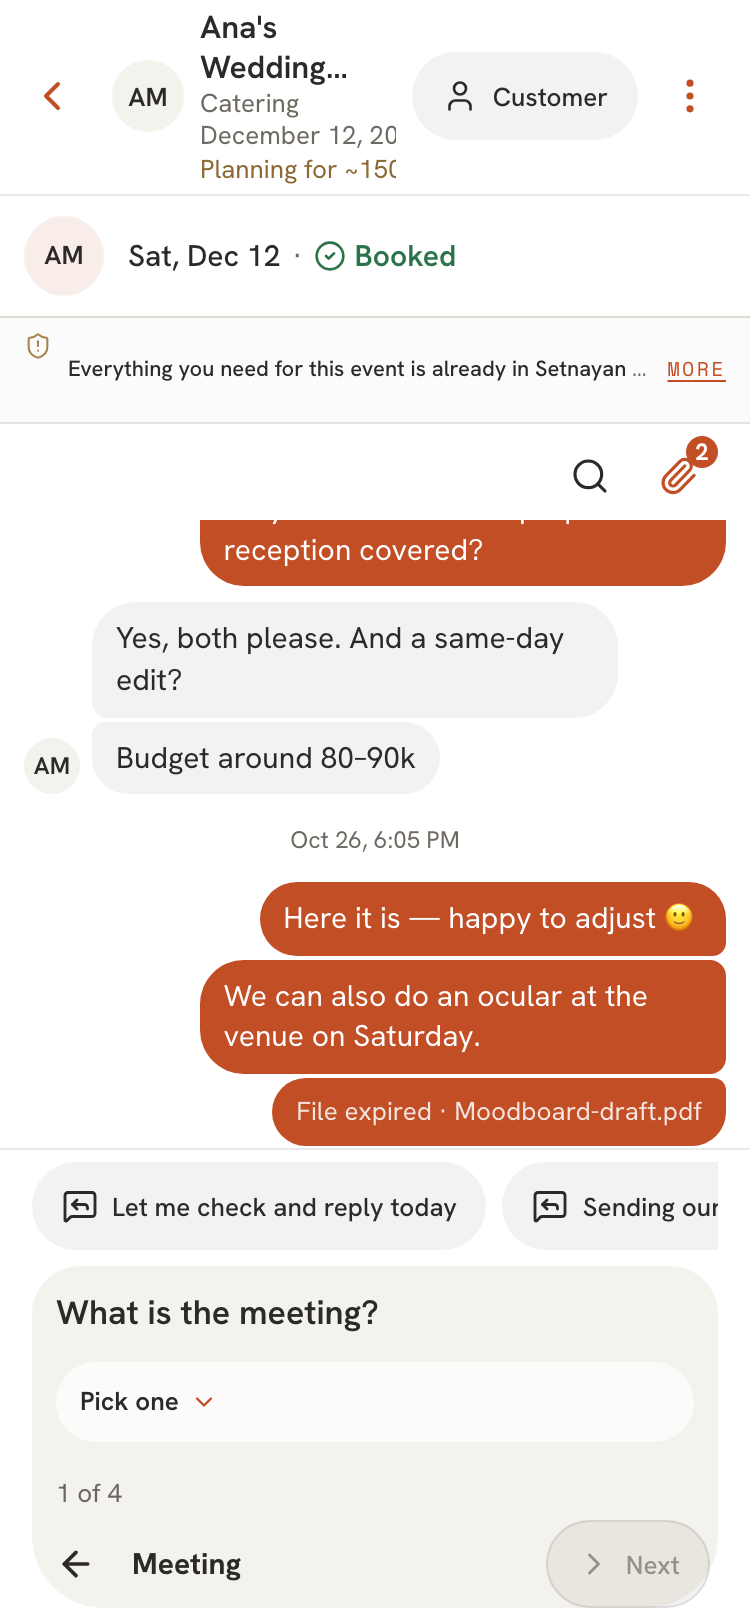 Ana's
Wedding...
Catering
December 12, 20
Planning for ~150
AM
Customer
AM
Sat, Dec 12 · Booked
Everything you need for this event is already in Setnayan ...
MORE
2
reception covered?
Yes, both please. And a same-day
edit?
Budget around 80–90k
AM
Oct 26, 6:05 PM
Here it is — happy to adjust 🙂
We can also do an ocular at the
venue on Saturday.
File expired · Moodboard-draft.pdf
Let me check and reply today
Sending our
What is the meeting?
Pick one
1 of 4
Meeting
Next